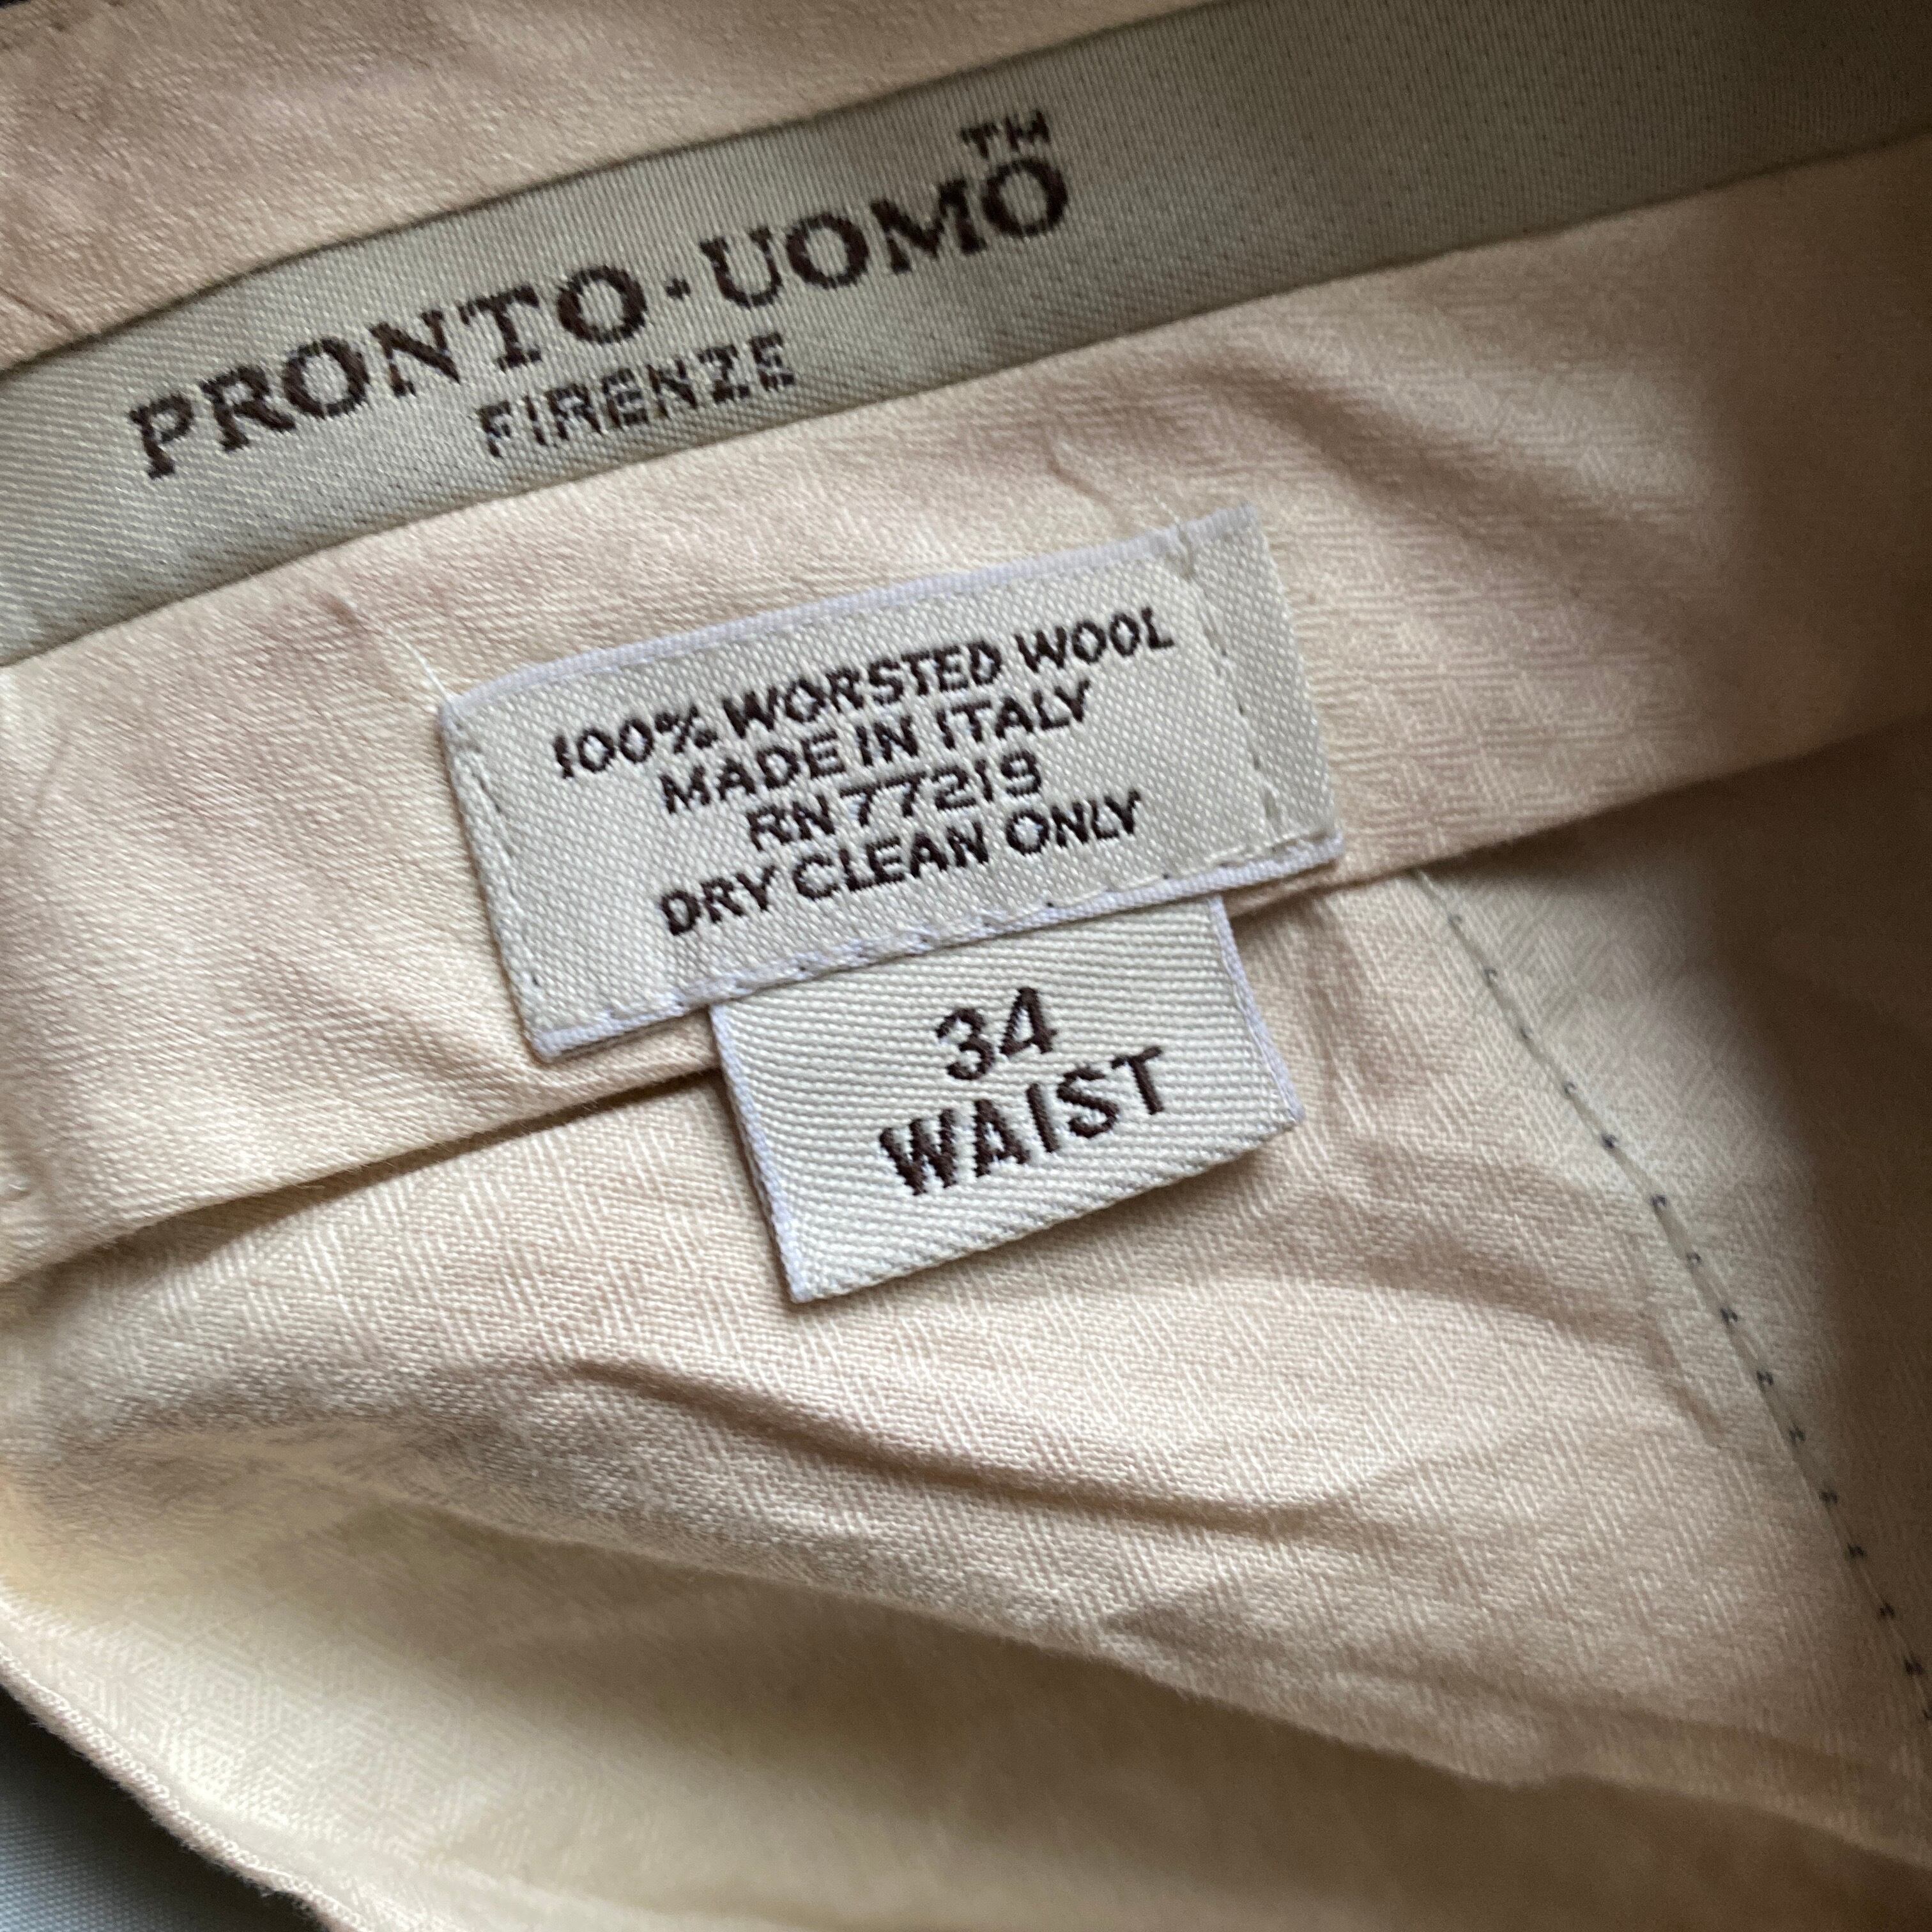 PRONTO·UOMO™
FIRENZE
100% WORSTED WOOL
MADE IN ITALY
RN 77219
DRY CLEAN ONLY
34
WAIST